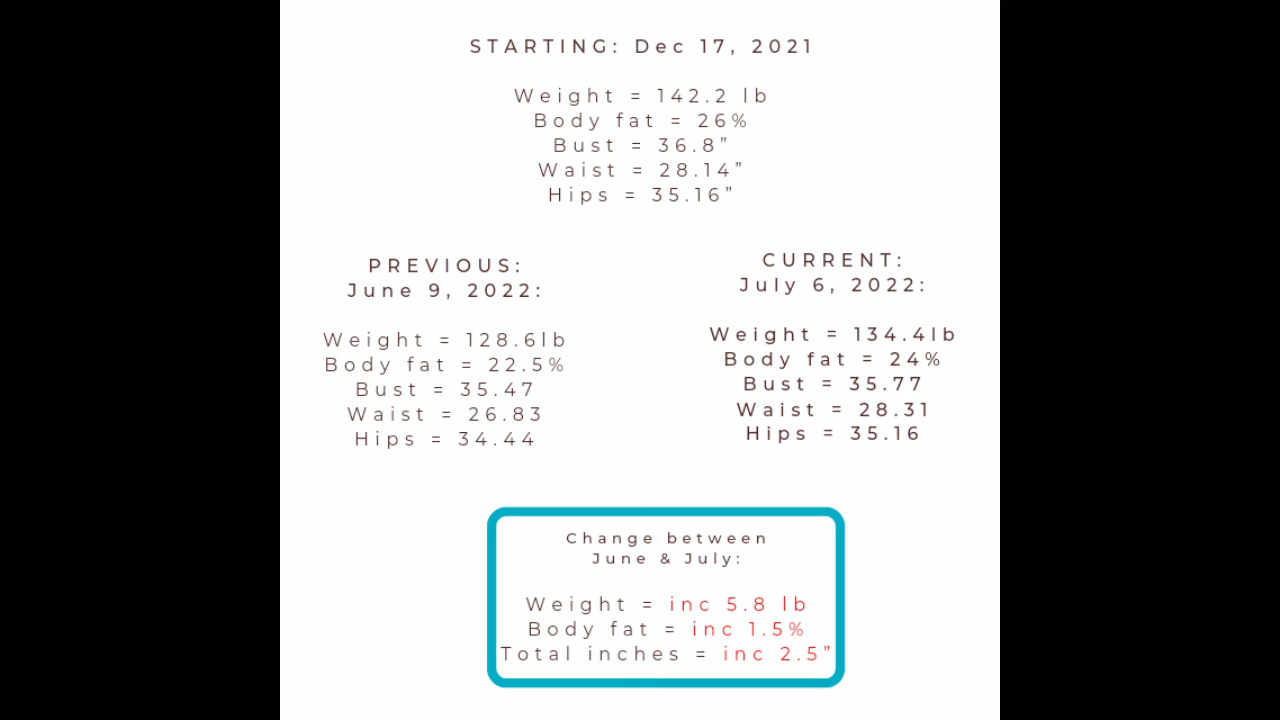 STARTING: Dec 17, 2021
Weight = 142.2 lb
Body fat = 26%
Bust = 36.8”
Waist = 28.14”
Hips = 35.16”
PREVIOUS:
June 9, 2022:
Weight = 128.6lb
Body fat = 22.5%
Bust = 35.47
Waist = 26.83
Hips = 34.44
CURRENT:
July 6, 2022:
Weight = 134.4lb
Body fat = 24%
Bust = 35.77
Waist = 28.31
Hips = 35.16
Change between
June & July:
Weight = inc 5.8 lb
Body fat = inc 1.5%
Total inches = inc 2.5”